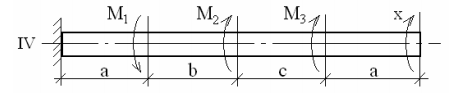 M₁ M₂ M₃ x
IV
a b c a